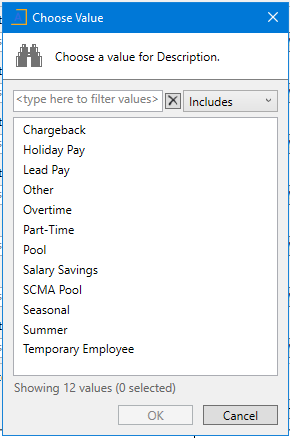 Choose Value
Choose a value for Description.
<type here to filter values>
Includes
Chargeback
Holiday Pay
Lead Pay
Other
Overtime
Part-Time
Pool
Salary Savings
SCMA Pool
Seasonal
Summer
Temporary Employee
Showing 12 values (0 selected)
OK
Cancel